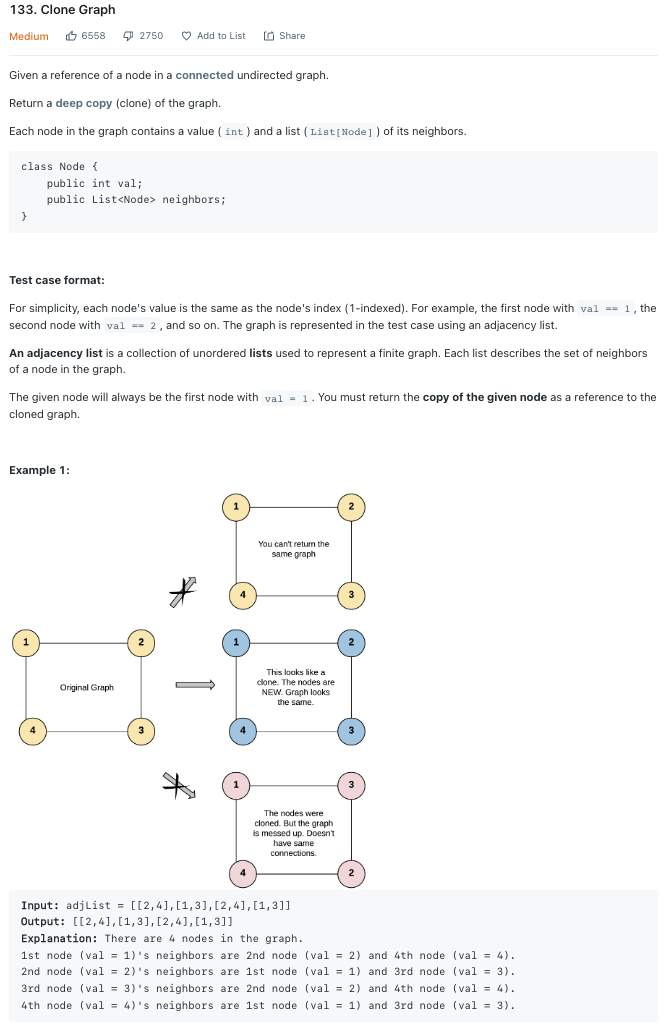 133. Clone Graph
Medium 6558 2750 Add to List Share
Given a reference of a node in a connected undirected graph.
Return a deep copy (clone) of the graph.
Each node in the graph contains a value ( int ) and a list ( List[Node] ) of its neighbors.
class Node {
    public int val;
    public List<Node> neighbors;
}
Test case format:
For simplicity, each node's value is the same as the node's index (1-indexed). For example, the first node with val == 1 , the
second node with val == 2 , and so on. The graph is represented in the test case using an adjacency list.
An adjacency list is a collection of unordered lists used to represent a finite graph. Each list describes the set of neighbors
of a node in the graph.
The given node will always be the first node with val = 1 . You must return the copy of the given node as a reference to the
cloned graph.
Example 1:
1 2
You can't return the
same graph
4 3
1 2
Original Graph
4 3
1 2
This looks like a
clone. The nodes are
NEW. Graph looks
the same.
4 3
1 3
The nodes were
cloned. But the graph
is messed up. Doesn't
have same
connections.
4 2
Input: adjList = [[2,4],[1,3],[2,4],[1,3]]
Output: [[2,4],[1,3],[2,4],[1,3]]
Explanation: There are 4 nodes in the graph.
1st node (val = 1)'s neighbors are 2nd node (val = 2) and 4th node (val = 4).
2nd node (val = 2)'s neighbors are 1st node (val = 1) and 3rd node (val = 3).
3rd node (val = 3)'s neighbors are 2nd node (val = 2) and 4th node (val = 4).
4th node (val = 4)'s neighbors are 1st node (val = 1) and 3rd node (val = 3).